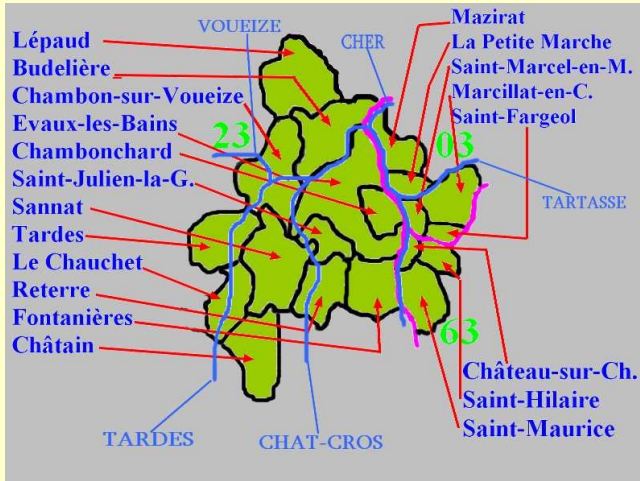 Lépaud
Budelière
Chambon-sur-Voueize
Evaux-les-Bains
Chambonchard
Saint-Julien-la-G.
Sannat
Tardes
Le Chauchet
Reterre
Fontanières
Châtain
VOUEIZE
CHER
23
03
63
TARDES
CHAT-CROS
TARTASSE
Mazirat
La Petite Marche
Saint-Marcel-en-M.
Marcillat-en-C.
Saint-Fargeol
Château-sur-Ch.
Saint-Hilaire
Saint-Maurice